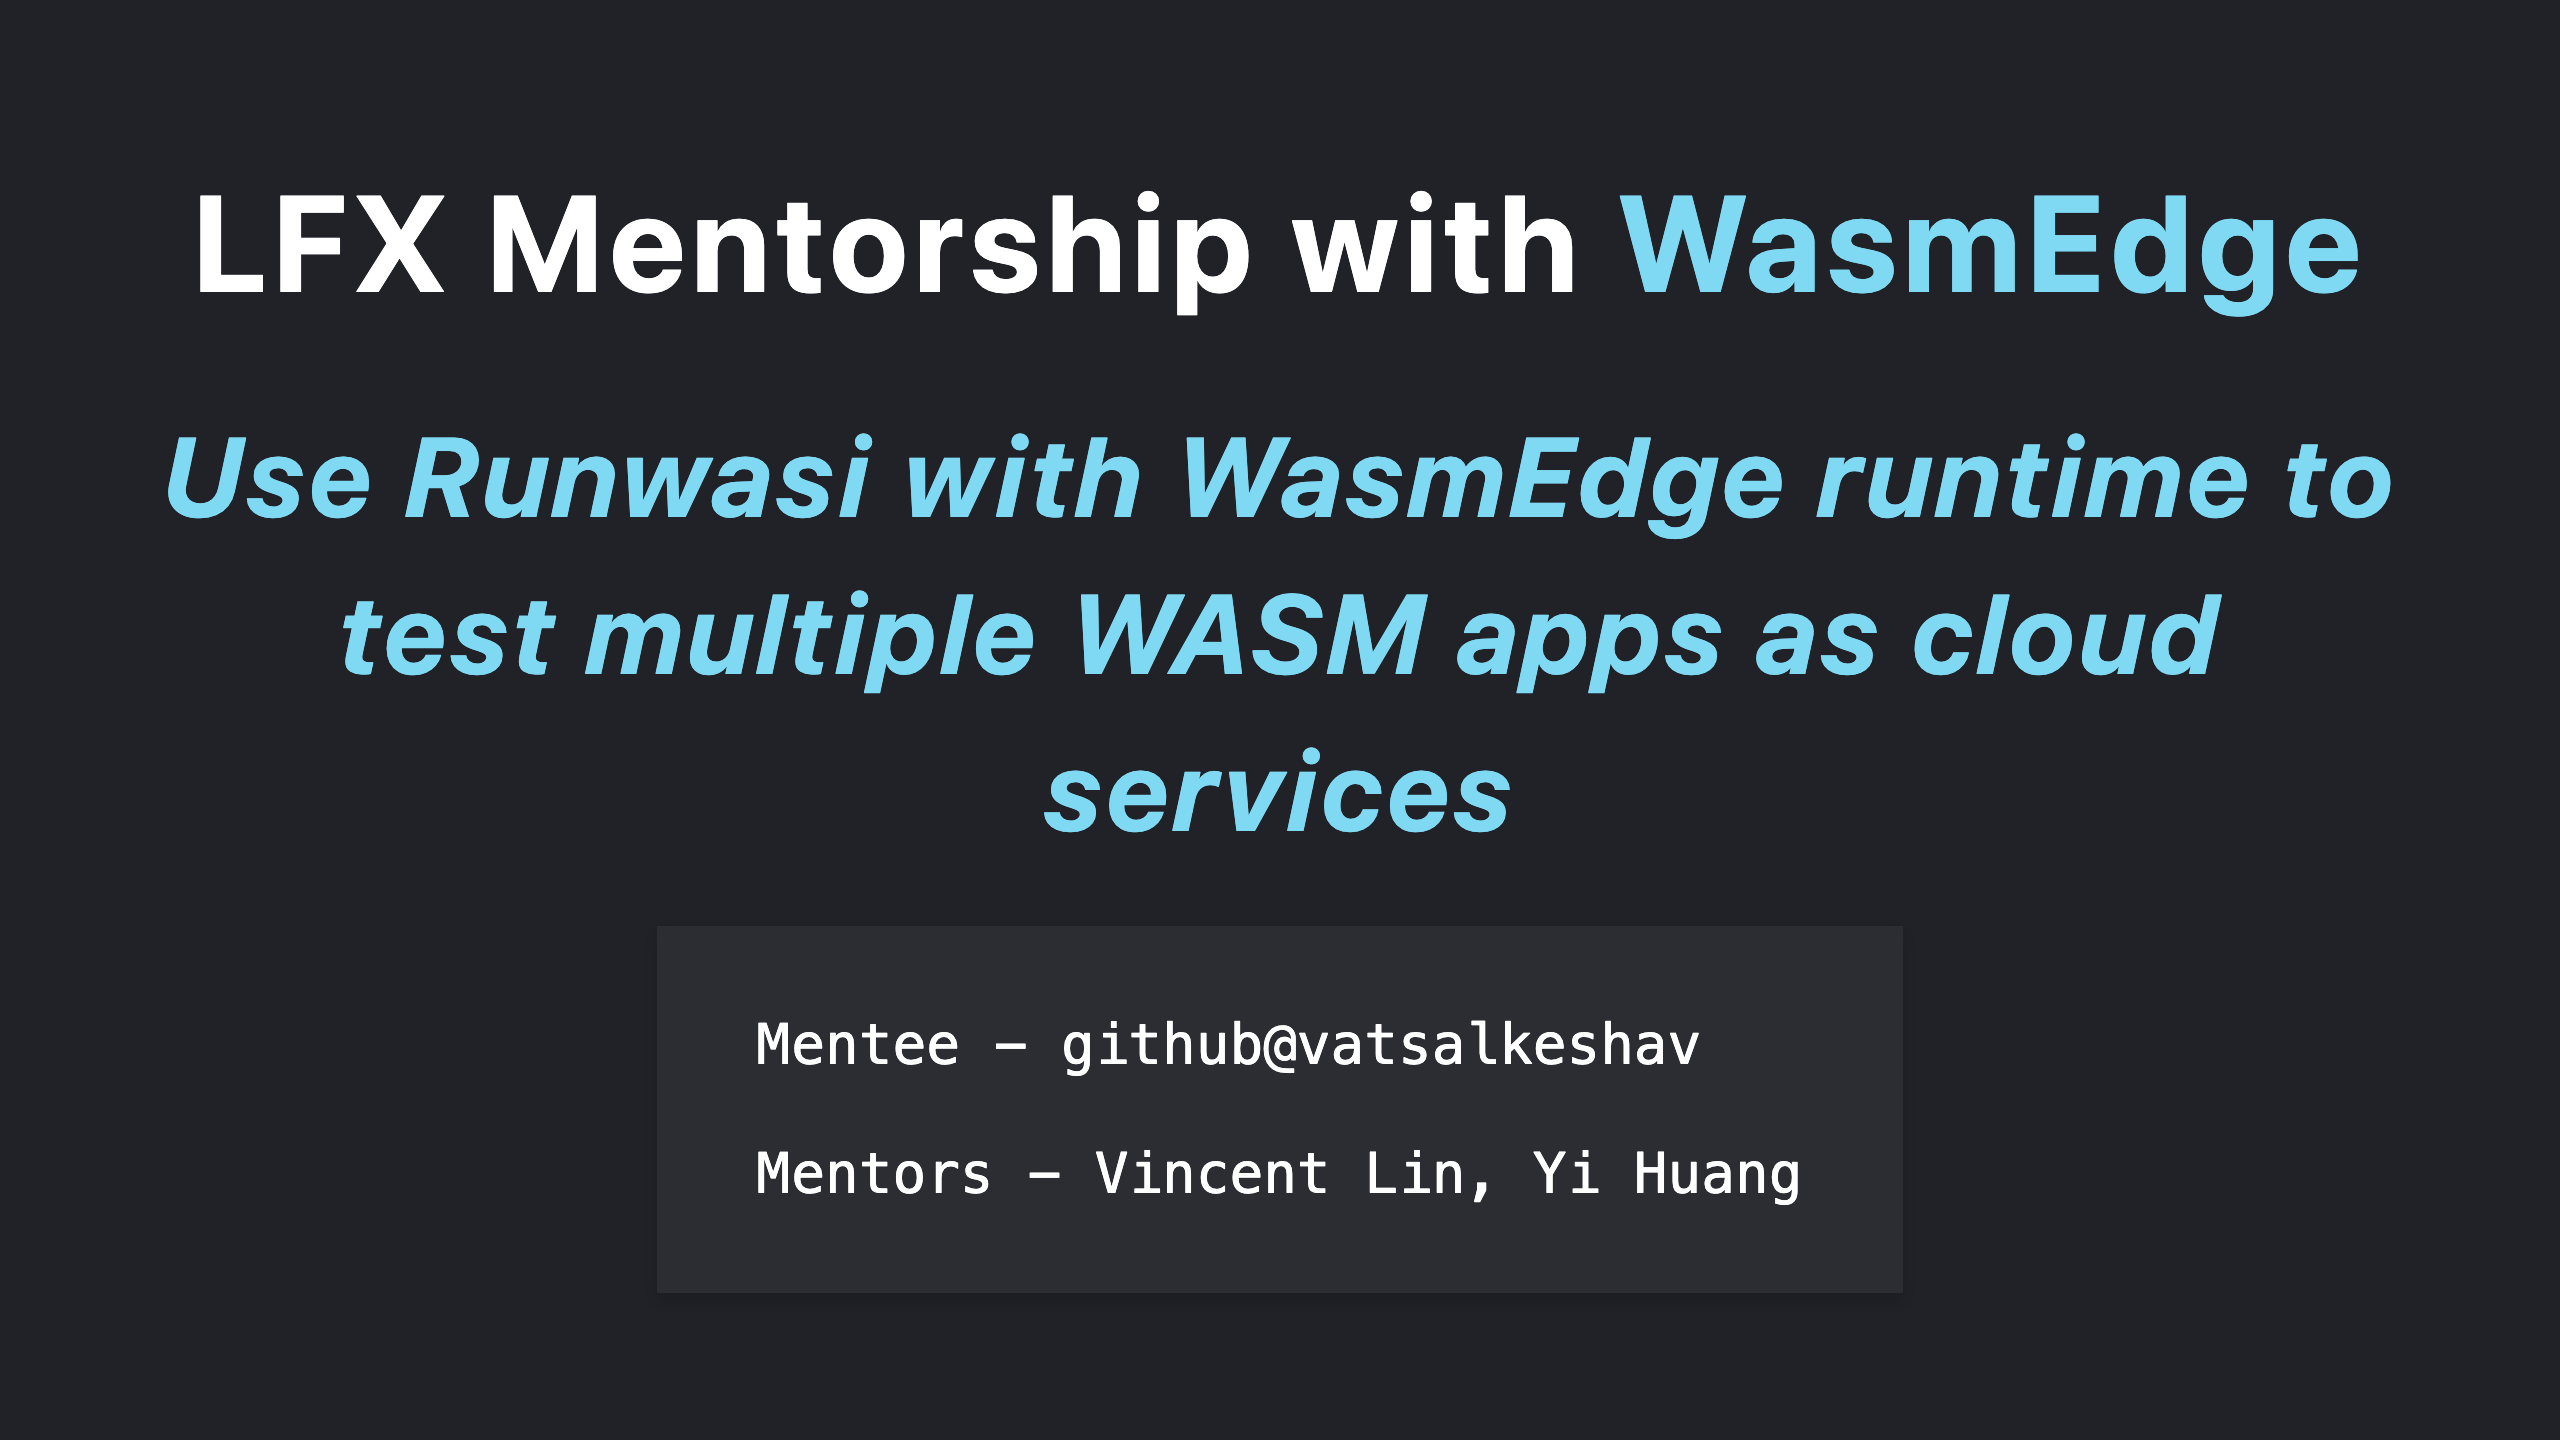 LFX Mentorship with WasmEdge
Use Runwasi with WasmEdge runtime to
test multiple WASM apps as cloud
services
Mentee – github@vatsalkeshav
Mentors – Vincent Lin, Yi Huang